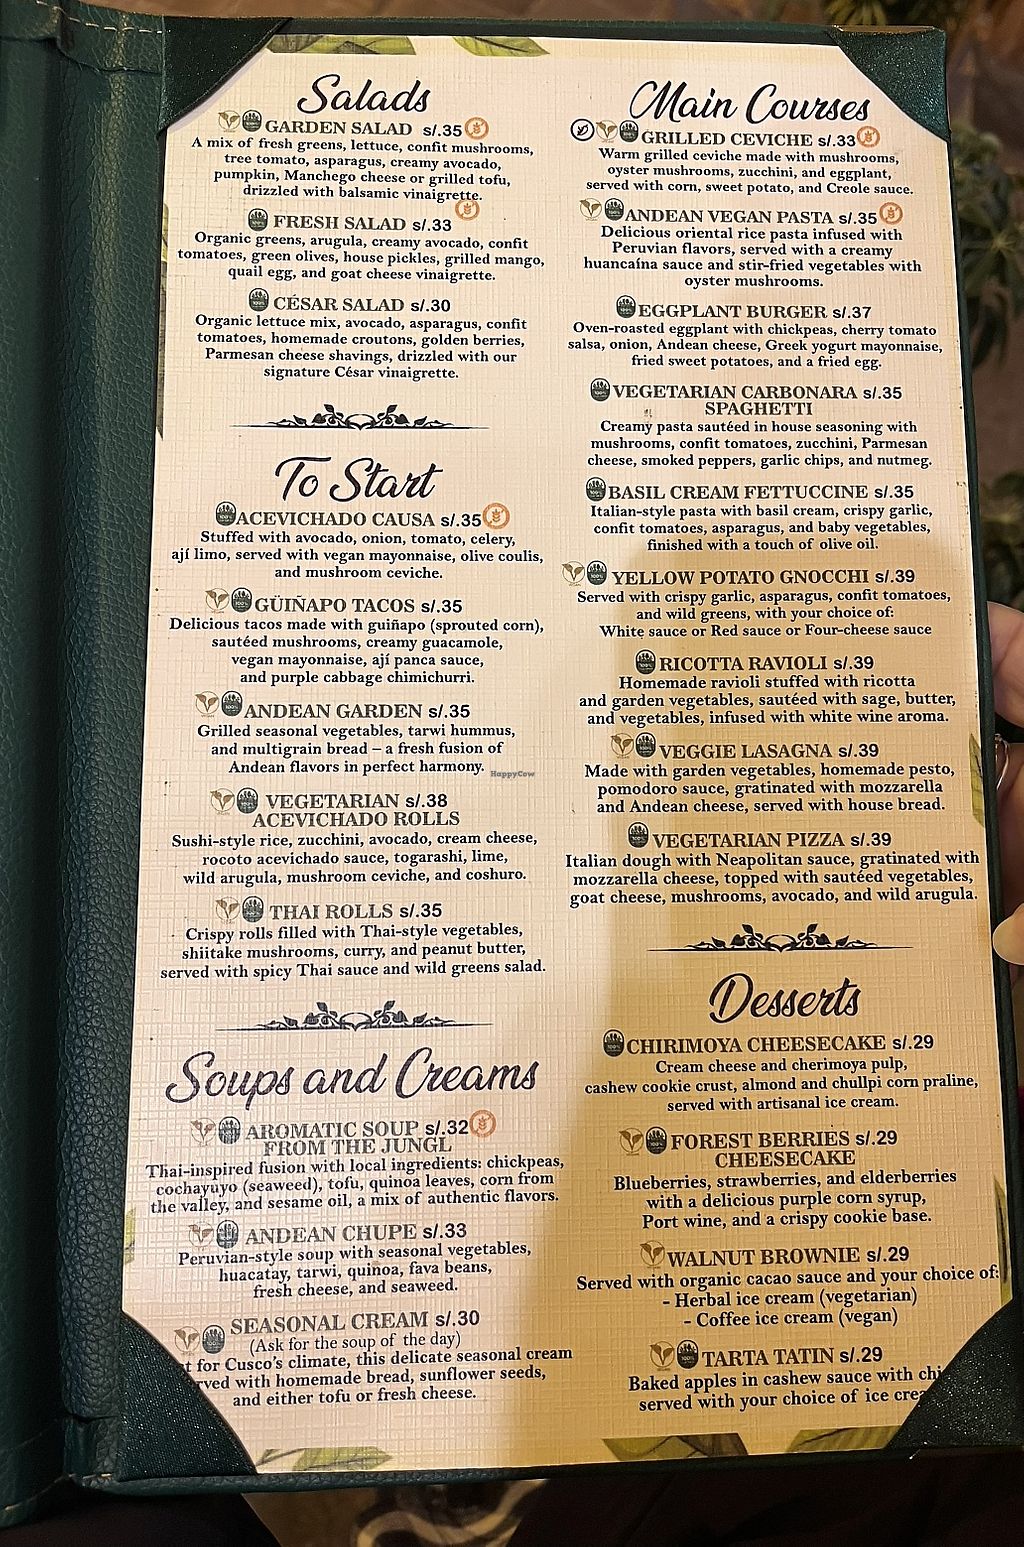 Salads
GARDEN SALAD s/.35
A mix of fresh greens, lettuce, confit mushrooms,
tree tomato, asparagus, creamy avocado,
pumpkin, Manchego cheese or grilled tofu,
drizzled with balsamic vinaigrette.
FRESH SALAD s/.33
Organic greens, arugula, creamy avocado, confit
tomatoes, green olives, house pickles, grilled mango,
quail egg, and goat cheese vinaigrette.
CÉSAR SALAD s/.30
Organic lettuce mix, avocado, asparagus, confit
tomatoes, homemade croutons, golden berries,
Parmesan cheese shavings, drizzled with our
signature César vinaigrette.
To Start
ACEVICHADO CAUSA s/.35
Stuffed with avocado, onion, tomato, celery,
ají limo, served with vegan mayonnaise, olive coulis,
and mushroom ceviche.
GÜIÑAPO TACOS s/.35
Delicious tacos made with guiñapo (sprouted corn),
sautéed mushrooms, creamy guacamole,
vegan mayonnaise, ají panca sauce,
and purple cabbage chimichurri.
ANDEAN GARDEN s/.35
Grilled seasonal vegetables, tarwi hummus,
and multigrain bread – a fresh fusion of
Andean flavors in perfect harmony.
HappyCow
VEGETARIAN s/.38
ACEVICHADO ROLLS
Sushi-style rice, zucchini, avocado, cream cheese,
rocoto acevichado sauce, togarashi, lime,
wild arugula, mushroom ceviche, and coshuro.
THAI ROLLS s/.35
Crispy rolls filled with Thai-style vegetables,
shiitake mushrooms, curry, and peanut butter,
served with spicy Thai sauce and wild greens salad.
Soups and Creams
AROMATIC SOUP s/.32
FROM THE JUNGL
Thai-inspired fusion with local ingredients: chickpeas,
cochayuyo (seaweed), tofu, quinoa leaves, corn from
the valley, and sesame oil, a mix of authentic flavors.
ANDEAN CHUPE s/.33
Peruvian-style soup with seasonal vegetables,
huacatay, tarwi, quinoa, fava beans,
fresh cheese, and seaweed.
SEASONAL CREAM s/.30
(Ask for the soup of the day)
for Cusco's climate, this delicate seasonal cream
with homemade bread, sunflower seeds,
and either tofu or fresh cheese.
Main Courses
GRILLED CEVICHE s/.33
Warm grilled ceviche made with mushrooms,
oyster mushrooms, zucchini, and eggplant,
served with corn, sweet potato, and Creole sauce.
ANDEAN VEGAN PASTA s/.35
Delicious oriental rice pasta infused with
Peruvian flavors, served with a creamy
huancaína sauce and stir-fried vegetables with
oyster mushrooms.
EGGPLANT BURGER s/.37
Oven-roasted eggplant with chickpeas, cherry tomato
salsa, onion, Andean cheese, Greek yogurt mayonnaise,
fried sweet potatoes, and a fried egg.
VEGETARIAN CARBONARA s/.35
SPAGHETTI
Creamy pasta sautéed in house seasoning with
mushrooms, confit tomatoes, zucchini, Parmesan
cheese, smoked peppers, garlic chips, and nutmeg.
BASIL CREAM FETTUCCINE s/.35
Italian-style pasta with basil cream, crispy garlic,
confit tomatoes, asparagus, and baby vegetables,
finished with a touch of olive oil.
YELLOW POTATO GNOCCHI s/.39
Served with crispy garlic, asparagus, confit tomatoes,
and wild greens, with your choice of:
White sauce or Red sauce or Four-cheese sauce
RICOTTA RAVIOLI s/.39
Homemade ravioli stuffed with ricotta
and garden vegetables, sautéed with sage, butter,
and vegetables, infused with white wine aroma.
VEGGIE LASAGNA s/.39
Made with garden vegetables, homemade pesto,
pomodoro sauce, gratinated with mozzarella
and Andean cheese, served with house bread.
VEGETARIAN PIZZA s/.39
Italian dough with Neapolitan sauce, gratinated with
mozzarella cheese, topped with sautéed vegetables,
goat cheese, mushrooms, avocado, and wild arugula.
Desserts
CHIRIMOYA CHEESECAKE s/.29
Cream cheese and cherimoya pulp,
cashew cookie crust, almond and chullpi corn praline,
served with artisanal ice cream.
FOREST BERRIES s/.29
CHEESECAKE
Blueberries, strawberries, and elderberries
with a delicious purple corn syrup,
Port wine, and a crispy cookie base.
WALNUT BROWNIE s/.29
Served with organic cacao sauce and your choice of:
- Herbal ice cream (vegetarian)
- Coffee ice cream (vegan)
TARTA TATIN s/.29
Baked apples in cashew sauce with
served with your choice of ice